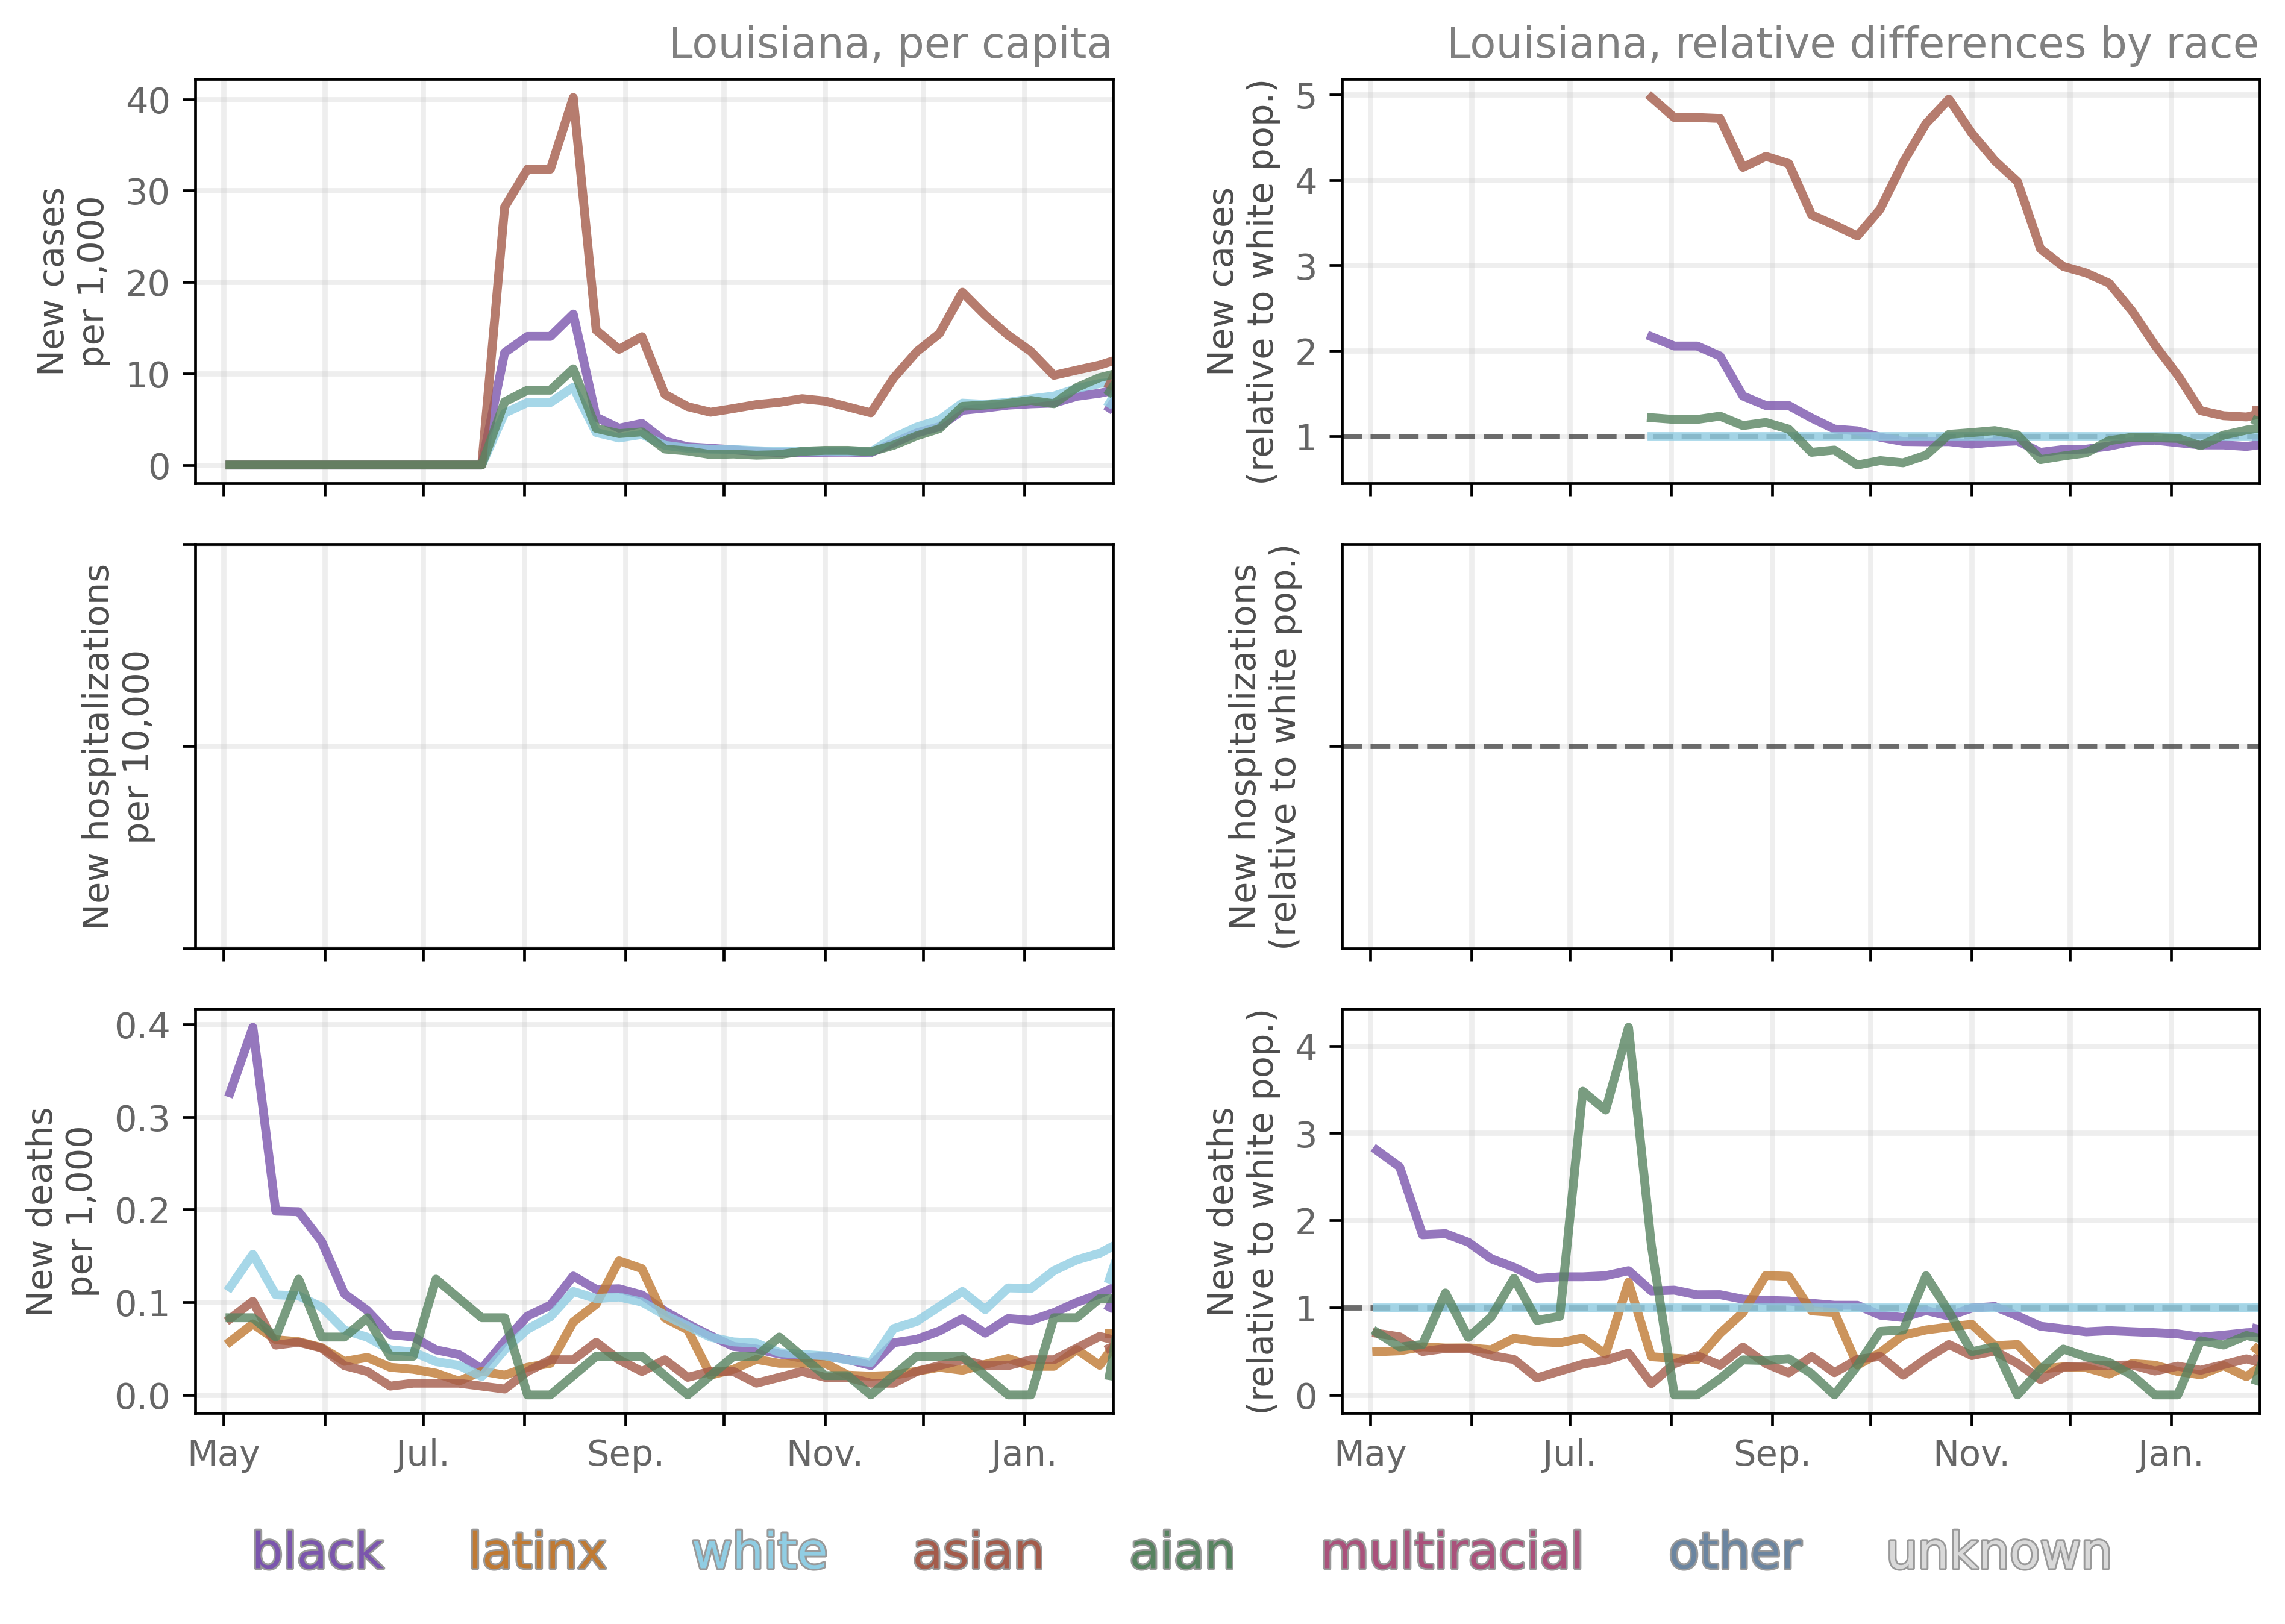 Louisiana, per capita
Louisiana, relative differences by race
New cases
per 1,000
40
30
20
10
0
New cases
(relative to white pop.)
5
4
3
2
1
New hospitalizations
per 10,000
New hospitalizations
(relative to white pop.)
New deaths
per 1,000
0.4
0.3
0.2
0.1
0.0
May Jul. Sep. Nov. Jan.
New deaths
(relative to white pop.)
4
3
2
1
0
May Jul. Sep. Nov. Jan.
black latinx white asian aian multiracial other unknown